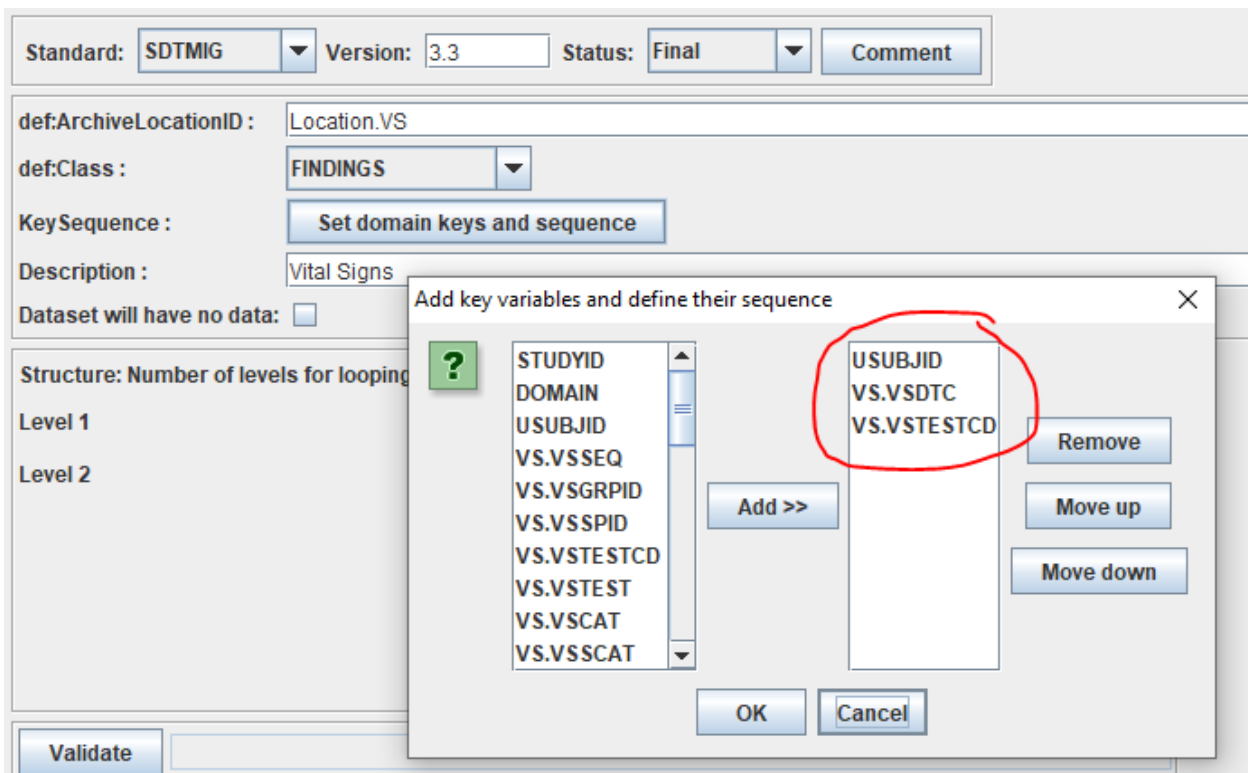 Standard: SDTMIG Version: 3.3 Status: Final Comment
def:ArchiveLocationID : Location.VS
def:Class : FINDINGS
KeySequence : Set domain keys and sequence
Description : Vital Signs
Dataset will have no data:
Structure: Number of levels for looping
Level 1
Level 2
Validate
Add key variables and define their sequence
?
STUDYID
DOMAIN
USUBJID
VS.VSSEQ
VS.VSGRPID
VS.VSSPID
VS.VSTESTCD
VS.VSTEST
VS.VSCAT
VS.VSSCAT
Add >>
USUBJID
VS.VSDTC
VS.VSTESTCD
Remove
Move up
Move down
OK Cancel